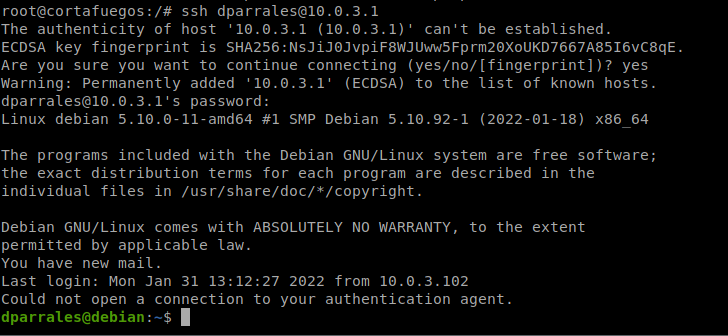 root@cortafuegos:/# ssh dparrales@10.0.3.1
The authenticity of host '10.0.3.1 (10.0.3.1)' can't be established.
ECDSA key fingerprint is SHA256:NsJiJ0JvpiF8WJUww5Fprm20XoUKD7667A85I6vC8qE.
Are you sure you want to continue connecting (yes/no/[fingerprint])? yes
Warning: Permanently added '10.0.3.1' (ECDSA) to the list of known hosts.
dparrales@10.0.3.1's password:
Linux debian 5.10.0-11-amd64 #1 SMP Debian 5.10.92-1 (2022-01-18) x86_64
The programs included with the Debian GNU/Linux system are free software;
the exact distribution terms for each program are described in the
individual files in /usr/share/doc/*/copyright.
Debian GNU/Linux comes with ABSOLUTELY NO WARRANTY, to the extent
permitted by applicable law.
You have new mail.
Last login: Mon Jan 31 13:12:27 2022 from 10.0.3.102
Could not open a connection to your authentication agent.
dparrales@debian:~$